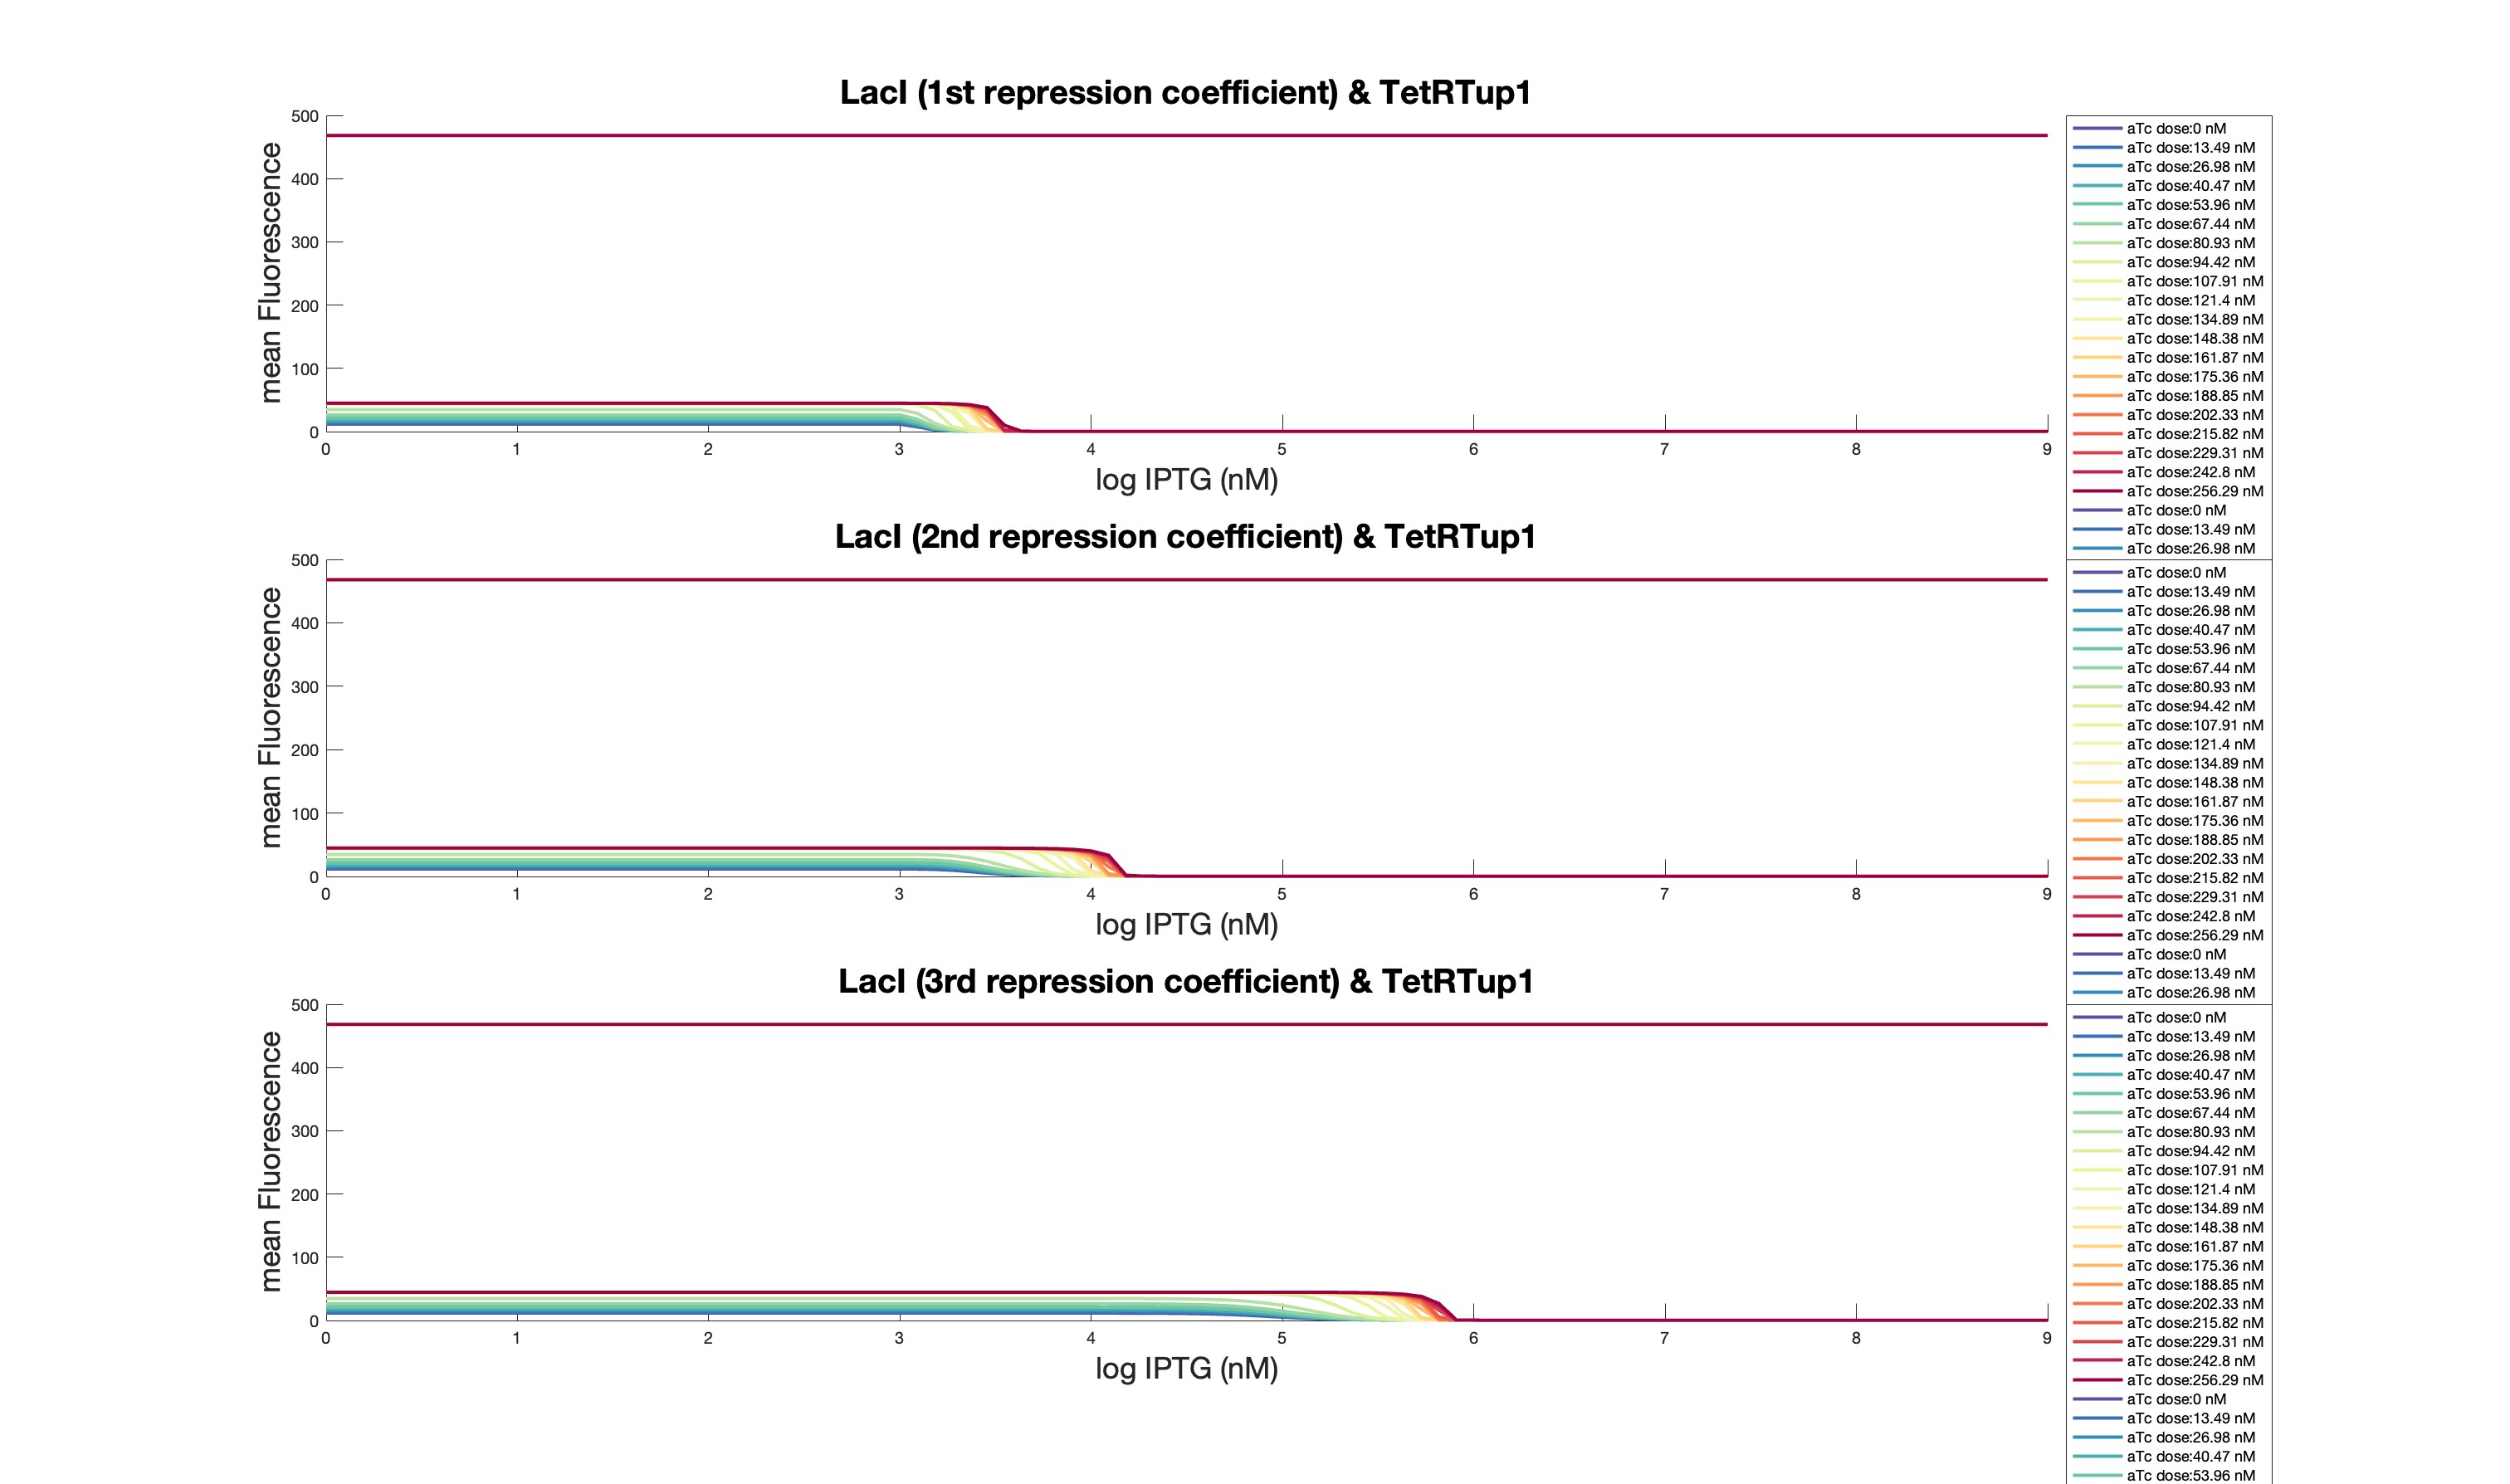 LacI (1st repression coefficient) & TetRTup1
500
400
300
200
100
0
mean Fluorescence
0 1 2 3 4 5 6 7 8 9
log IPTG (nM)
aTc dose:0 nM
aTc dose:13.49 nM
aTc dose:26.98 nM
aTc dose:40.47 nM
aTc dose:53.96 nM
aTc dose:67.44 nM
aTc dose:80.93 nM
aTc dose:94.42 nM
aTc dose:107.91 nM
aTc dose:121.4 nM
aTc dose:134.89 nM
aTc dose:148.38 nM
aTc dose:161.87 nM
aTc dose:175.36 nM
aTc dose:188.85 nM
aTc dose:202.33 nM
aTc dose:215.82 nM
aTc dose:229.31 nM
aTc dose:242.8 nM
aTc dose:256.29 nM
aTc dose:0 nM
aTc dose:13.49 nM
aTc dose:26.98 nM
LacI (2nd repression coefficient) & TetRTup1
500
400
300
200
100
0
mean Fluorescence
0 1 2 3 4 5 6 7 8 9
log IPTG (nM)
aTc dose:0 nM
aTc dose:13.49 nM
aTc dose:26.98 nM
aTc dose:40.47 nM
aTc dose:53.96 nM
aTc dose:67.44 nM
aTc dose:80.93 nM
aTc dose:94.42 nM
aTc dose:107.91 nM
aTc dose:121.4 nM
aTc dose:134.89 nM
aTc dose:148.38 nM
aTc dose:161.87 nM
aTc dose:175.36 nM
aTc dose:188.85 nM
aTc dose:202.33 nM
aTc dose:215.82 nM
aTc dose:229.31 nM
aTc dose:242.8 nM
aTc dose:256.29 nM
aTc dose:0 nM
aTc dose:13.49 nM
aTc dose:26.98 nM
LacI (3rd repression coefficient) & TetRTup1
500
400
300
200
100
0
mean Fluorescence
0 1 2 3 4 5 6 7 8 9
log IPTG (nM)
aTc dose:0 nM
aTc dose:13.49 nM
aTc dose:26.98 nM
aTc dose:40.47 nM
aTc dose:53.96 nM
aTc dose:67.44 nM
aTc dose:80.93 nM
aTc dose:94.42 nM
aTc dose:107.91 nM
aTc dose:121.4 nM
aTc dose:134.89 nM
aTc dose:148.38 nM
aTc dose:161.87 nM
aTc dose:175.36 nM
aTc dose:188.85 nM
aTc dose:202.33 nM
aTc dose:215.82 nM
aTc dose:229.31 nM
aTc dose:242.8 nM
aTc dose:256.29 nM
aTc dose:0 nM
aTc dose:13.49 nM
aTc dose:26.98 nM
aTc dose:40.47 nM
aTc dose:53.96 nM